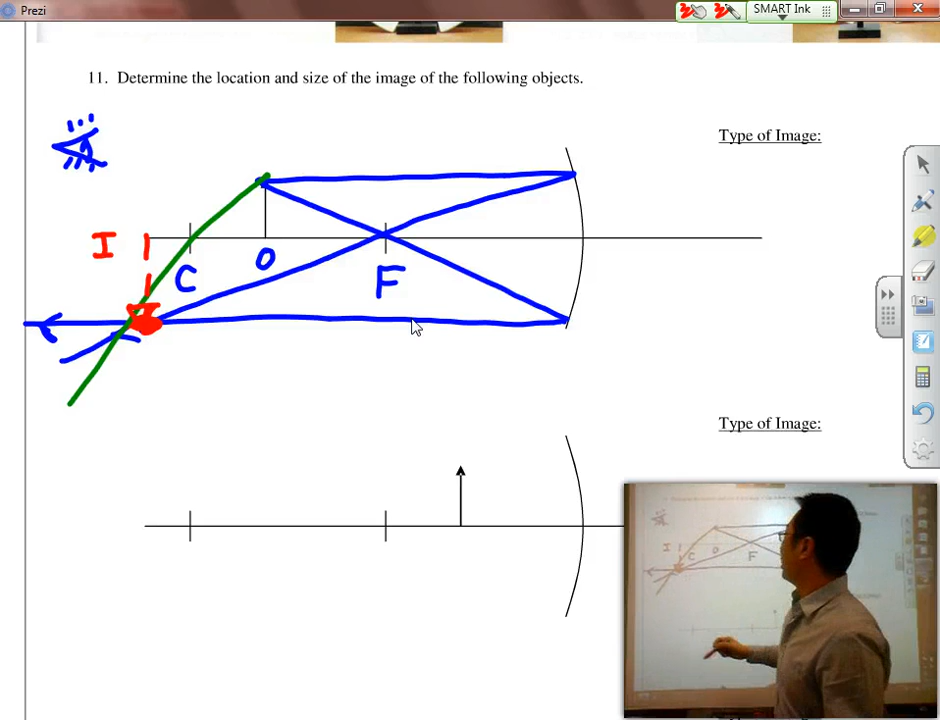 Prezi
SMART Ink
11. Determine the location and size of the image of the following objects.
Type of Image:
I
C
O
F
Type of Image:
I
C
O
F